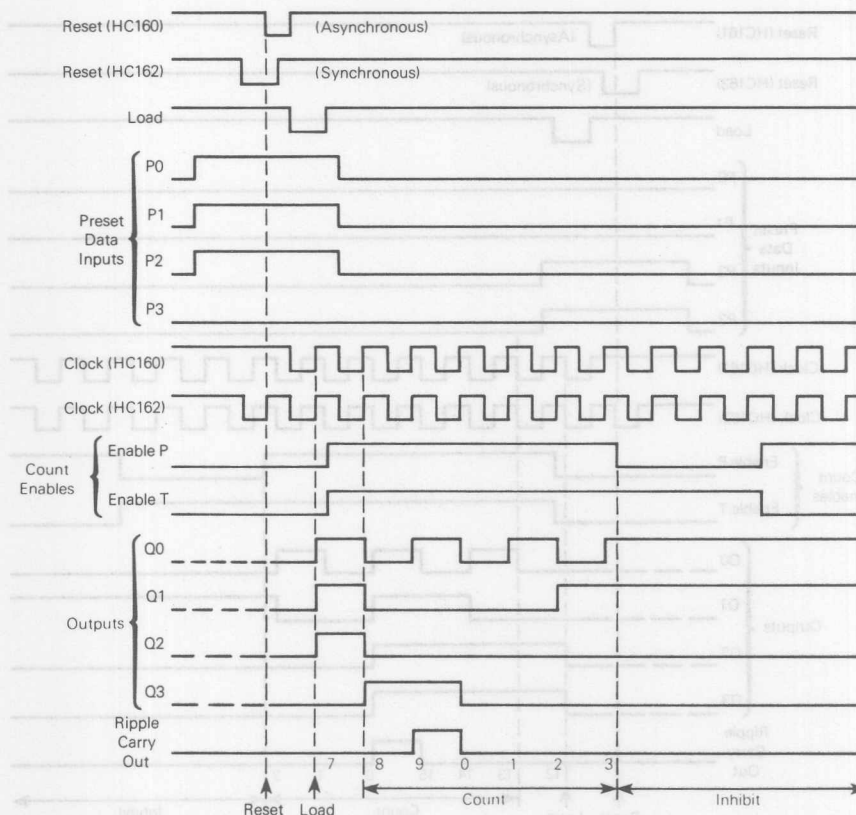 Reset (HC160)
(Asynchronous)
Reset (HC162)
(Synchronous)
Load
P0
P1
P2
P3
Preset
Data
Inputs
Clock (HC160)
Clock (HC162)
Enable P
Enable T
Count
Enables
Q0
Q1
Q2
Q3
Outputs
Ripple
Carry
Out
7 8 9 0 1 2 3
Reset Load
Count
Inhibit